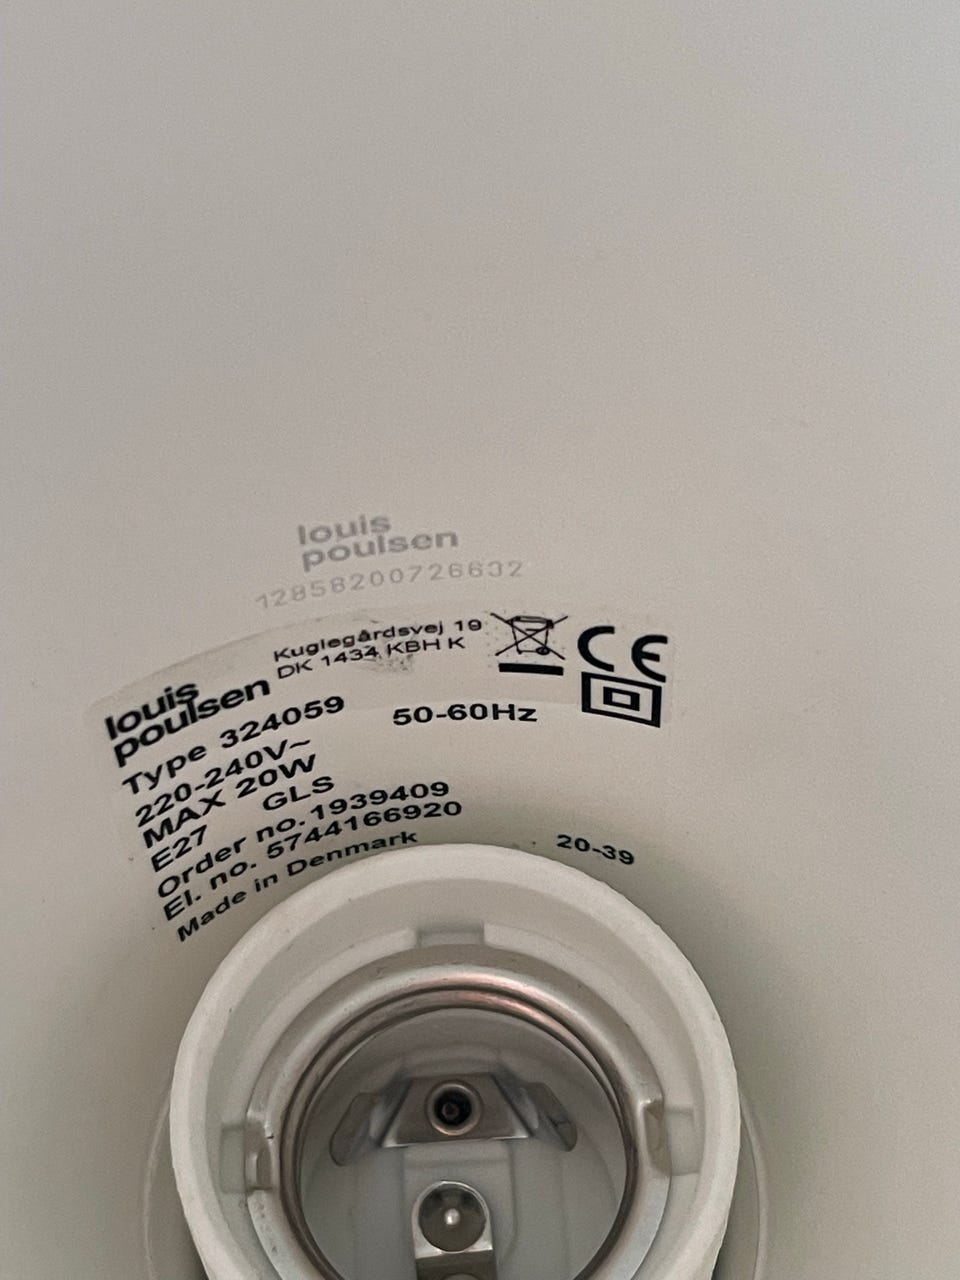 louis
poulsen
12858200726632
Kuglegårdsvej 19
DK 1434 KBH K
louis
poulsen
CE
Type 324059
50-60Hz
220-240V~
MAX 20W
E27 GLS
Order no. 1939409
El. no. 5744166920
Made in Denmark
20-39